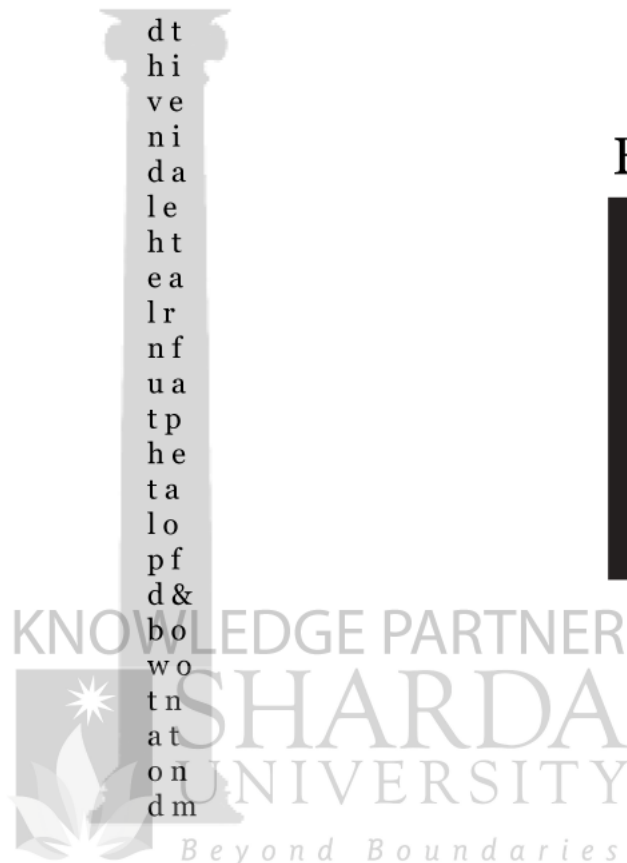 d t
h i
v e
n i
d a
l e
h t
e a
l r
n f
u a
t p
h e
t a
l o
p f
d &
b o
w o
t n
a t
o n
d m
KNOWLEDGE PARTNER
SHARDA
UNIVERSITY
Beyond Boundaries